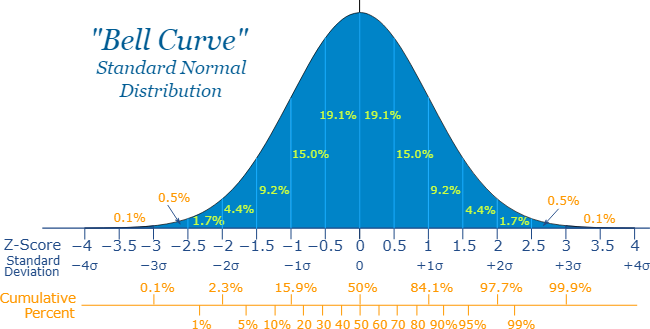 "Bell Curve"
Standard Normal
Distribution
19.1% 19.1%
15.0% 15.0%
9.2% 9.2%
0.5% 0.5%
4.4% 4.4%
0.1% 1.7% 1.7% 0.1%
Z-Score −4 −3.5 −3 −2.5 −2 −1.5 −1 −0.5 0 0.5 1 1.5 2 2.5 3 3.5 4
Standard
Deviation −4σ −3σ −2σ −1σ 0 +1σ +2σ +3σ +4σ
0.1% 2.3% 15.9% 50% 84.1% 97.7% 99.9%
Cumulative
Percent
1% 5% 10% 20 30 40 50 60 70 80 90% 95% 99%